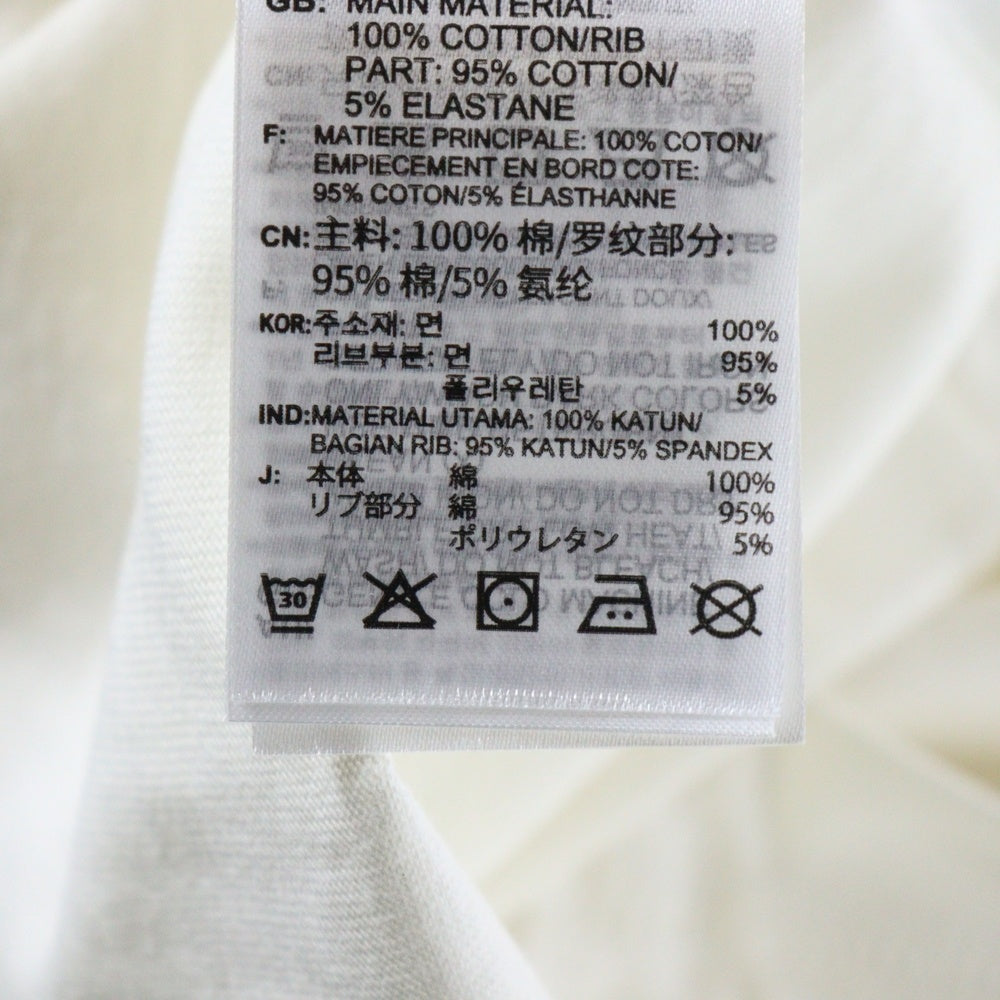 GB: MAIN MATERIAL:
100% COTTON/RIB
PART: 95% COTTON/
5% ELASTANE
F: MATIERE PRINCIPALE: 100% COTON/
EMPIECEMENT EN BORD COTE:
95% COTON/5% ÉLASTHANNE
CN: 主料: 100% 棉/罗纹部分:
95% 棉/5% 氨纶
KOR: 주소재: 면 100%
리브부분: 면 95%
폴리우레탄 5%
IND: MATERIAL UTAMA: 100% KATUN/
BAGIAN RIB: 95% KATUN/5% SPANDEX
J: 本体 綿 100%
リブ部分 綿 95%
ポリウレタン 5%
30